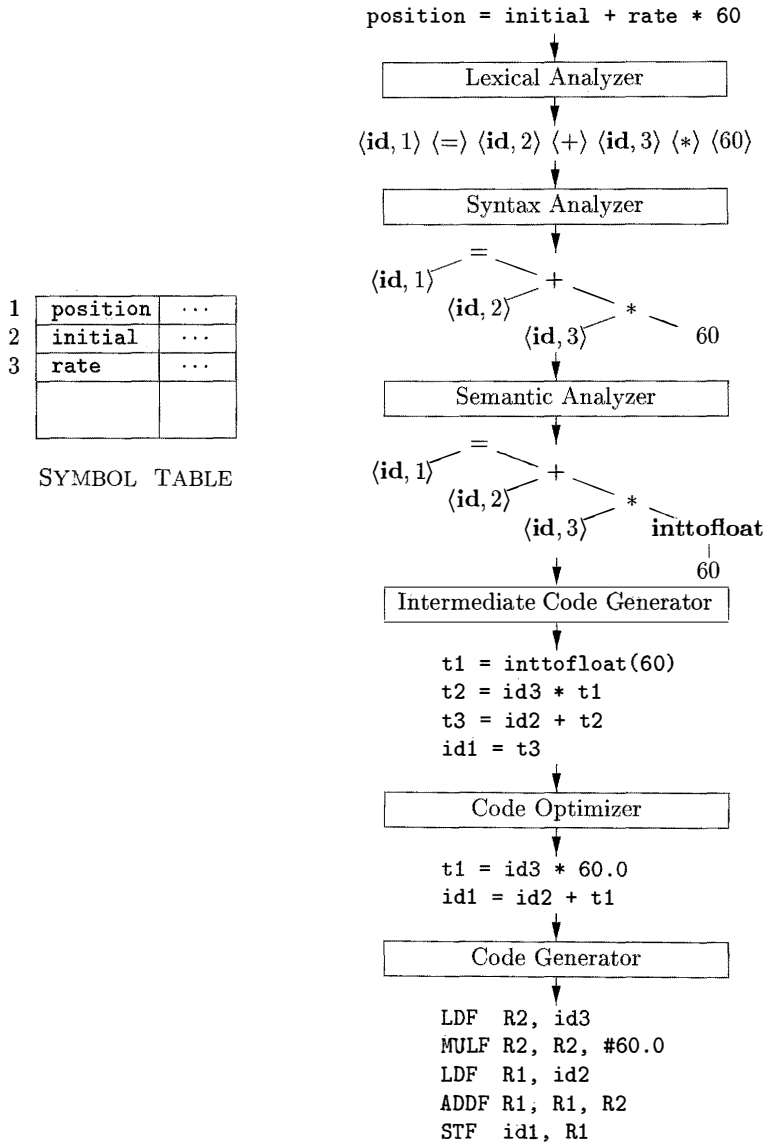 position = initial + rate * 60
Lexical Analyzer
⟨id, 1⟩ ⟨=⟩ ⟨id, 2⟩ ⟨+⟩ ⟨id, 3⟩ ⟨*⟩ ⟨60⟩
Syntax Analyzer
=
⟨id, 1⟩ +
⟨id, 2⟩ *
⟨id, 3⟩ 60
1 position ...
2 initial ...
3 rate ...
SYMBOL TABLE
Semantic Analyzer
=
⟨id, 1⟩ +
⟨id, 2⟩ *
⟨id, 3⟩ inttofloat
60
Intermediate Code Generator
t1 = inttofloat(60)
t2 = id3 * t1
t3 = id2 + t2
id1 = t3
Code Optimizer
t1 = id3 * 60.0
id1 = id2 + t1
Code Generator
LDF R2, id3
MULF R2, R2, #60.0
LDF R1, id2
ADDF R1, R1, R2
STF id1, R1